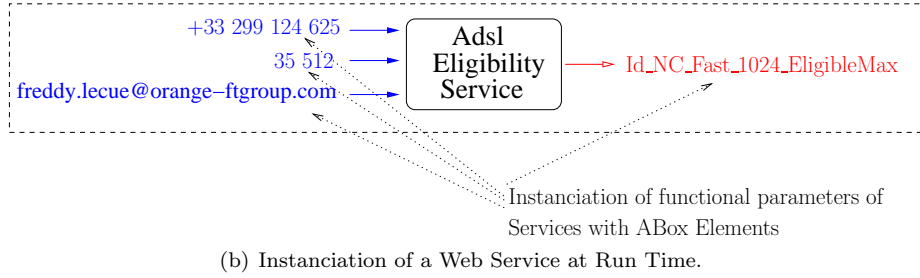 +33 299 124 625
35 512
freddy.lecue@orange-ftgroup.com
Adsl
Eligibility
Service
Id_NC_Fast_1024_EligibleMax
Instanciation of functional parameters of
Services with ABox Elements
(b) Instanciation of a Web Service at Run Time.